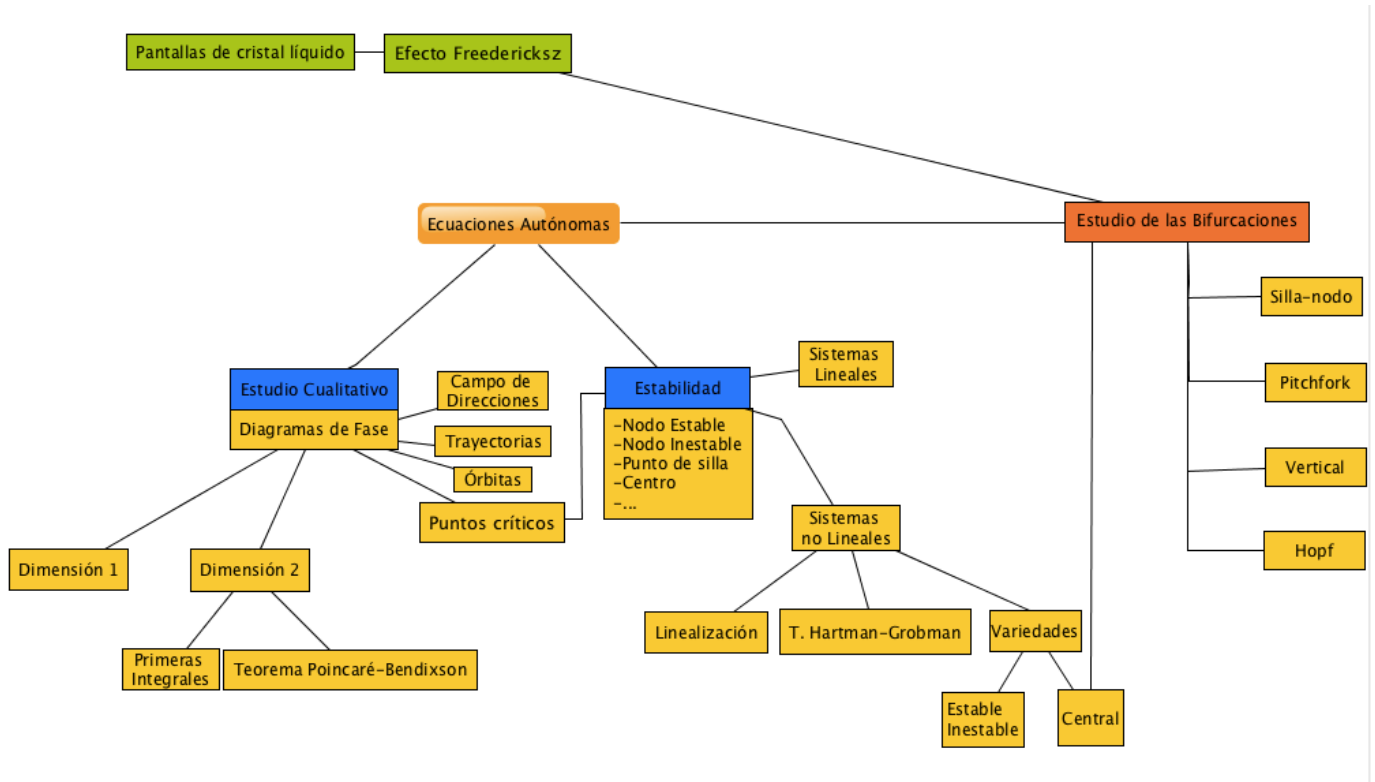 Pantallas de cristal líquido
Efecto Freedericksz
Ecuaciones Autónomas
Estudio de las Bifurcaciones
Silla-nodo
Pitchfork
Vertical
Hopf
Estudio Cualitativo
Diagramas de Fase
Campo de
Direcciones
Trayectorias
Órbitas
Puntos críticos
Estabilidad
-Nodo Estable
-Nodo Inestable
-Punto de silla
-Centro
-...
Sistemas
Lineales
Sistemas
no Lineales
Dimensión 1
Dimensión 2
Primeras
Integrales
Teorema Poincaré-Bendixson
Linealización
T. Hartman-Grobman
Variedades
Estable
Inestable
Central